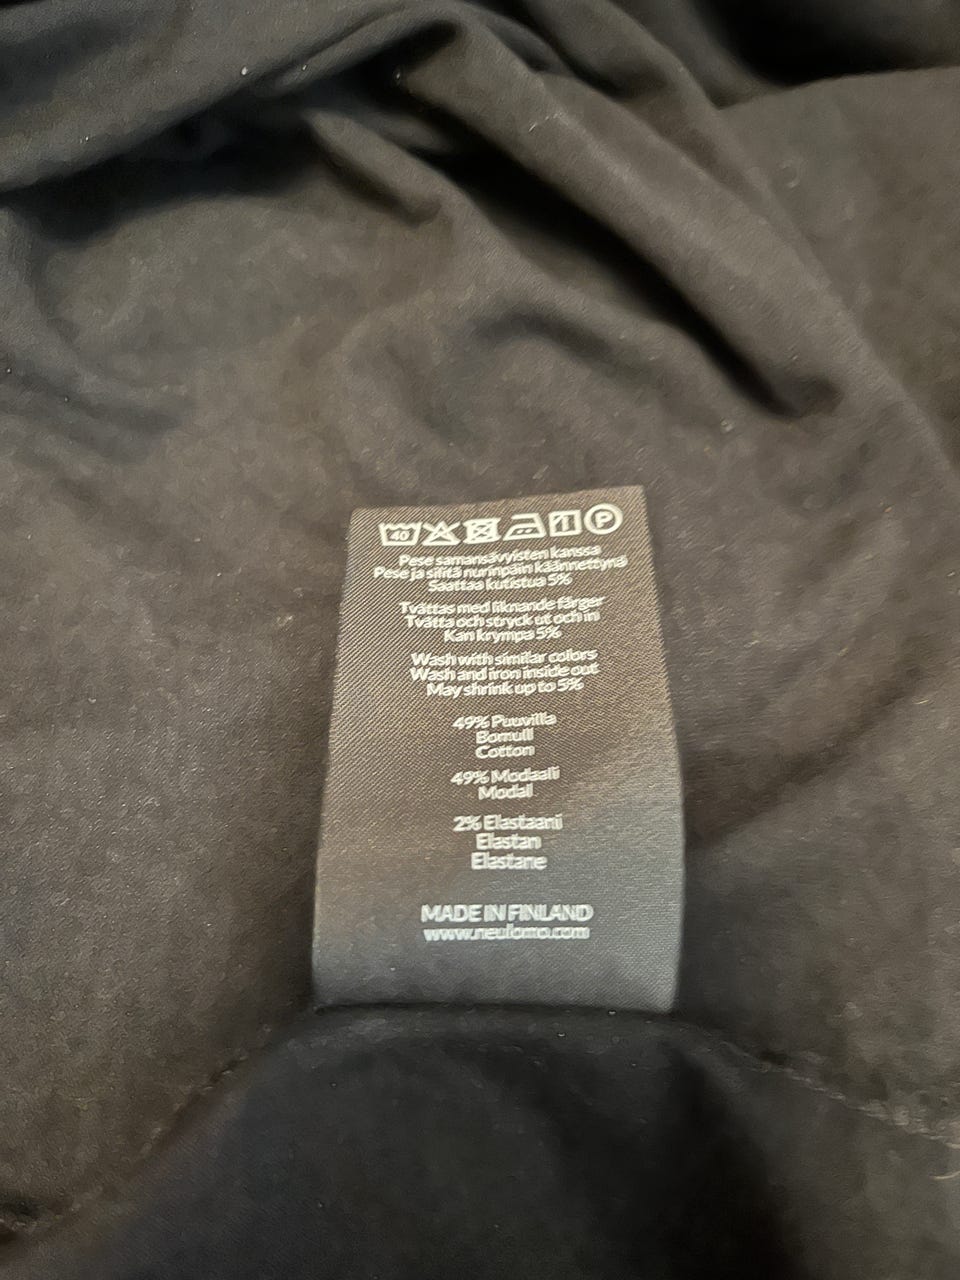 40 P
Pese samansävyisten kanssa
Pese ja silitä nurinpäin käännettynä
Saattaa kutistua 5%
Tvättas med liknande färger
Tvätta och stryck ut och in
Kan krympa 5%
Wash with similar colors
Wash and iron inside out
May shrink up to 5%
49% Puuvilla
Bomull
Cotton
49% Modaali
Modal
2% Elastaani
Elastan
Elastane
MADE IN FINLAND
www.neulomo.com